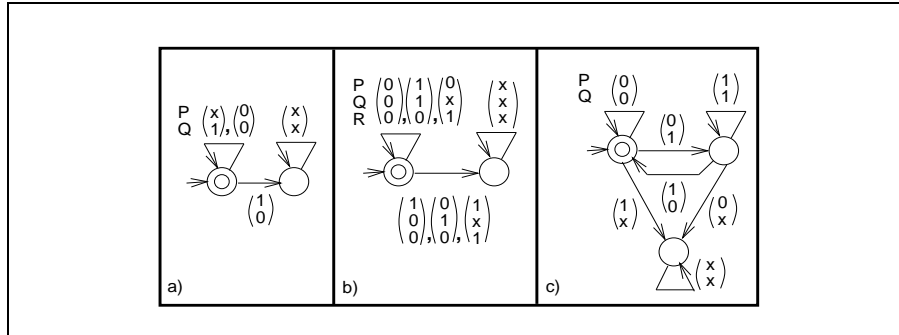 P (x 1), (0 0) (x x)
Q
(1 0)
a)
P (0 0 0) (1 1 0), (0 x 1) (x x x)
Q
R
(1 0 0), (0 1 0), (1 x 1)
b)
P (0 0) (1 1)
Q
(0 1)
(1 x) (1 0) (0 x)
(x x)
c)